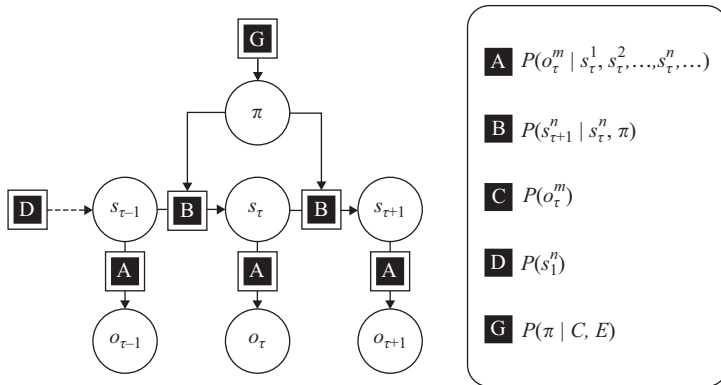 G
π
D
s_{τ−1}
B
s_τ
B
s_{τ+1}
A
A
A
o_{τ−1}
o_τ
o_{τ+1}
A P(o_τ^m | s_τ^1, s_τ^2,…,s_τ^n,…)
B P(s_{τ+1}^n | s_τ^n, π)
C P(o_τ^m)
D P(s_1^n)
G P(π | C, E)